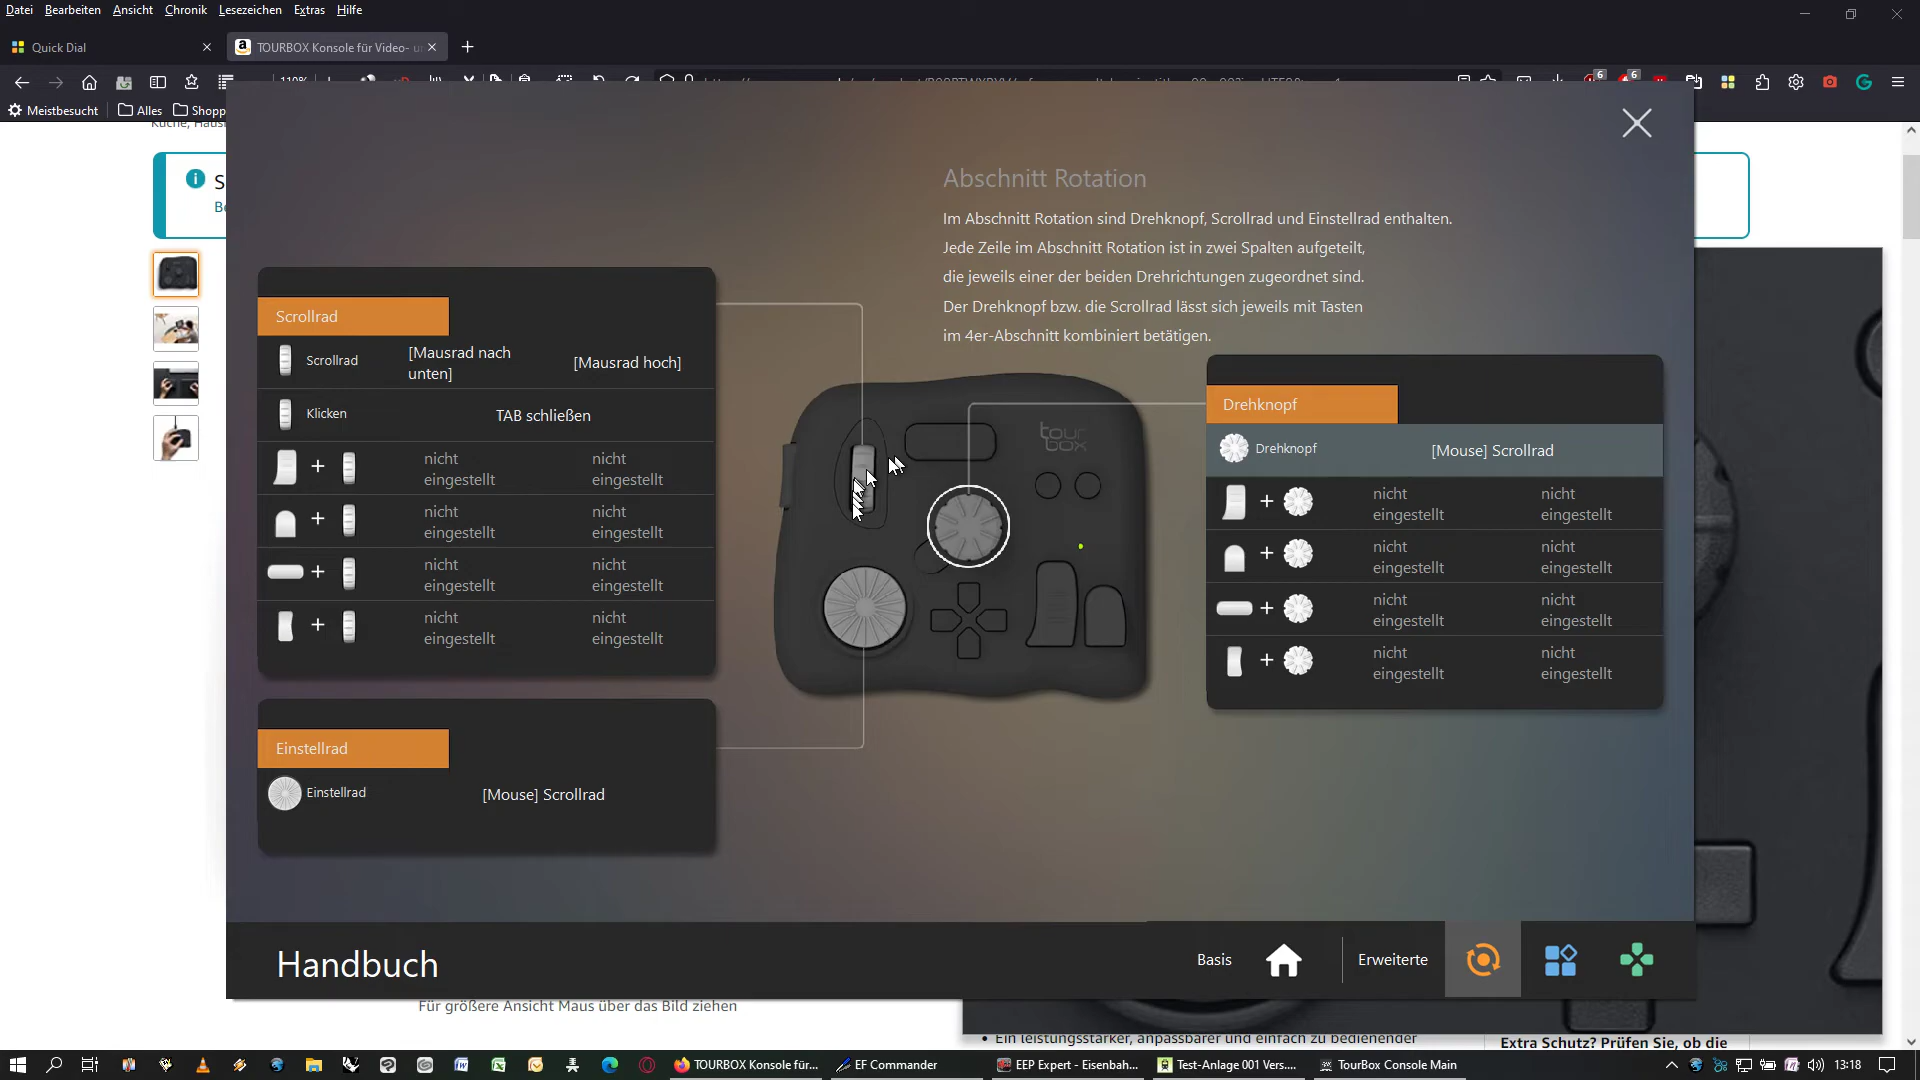 Datei Bearbeiten Ansicht Chronik Lesezeichen Extras Hilfe
Quick Dial
TOURBOX Konsole für Video- u
110%
6
6
Meistbesucht
Alles
Shopp
S
Abschnitt Rotation
Im Abschnitt Rotation sind Drehknopf, Scrollrad und Einstellrad enthalten.
Jede Zeile im Abschnitt Rotation ist in zwei Spalten aufgeteilt,
die jeweils einer der beiden Drehrichtungen zugeordnet sind.
Der Drehknopf bzw. die Scrollrad lässt sich jeweils mit Tasten
im 4er-Abschnitt kombiniert betätigen.
Scrollrad
Scrollrad
[Mausrad nach
unten]
[Mausrad hoch]
Klicken
TAB schließen
+
nicht
eingestellt
nicht
eingestellt
+
nicht
eingestellt
nicht
eingestellt
+
nicht
eingestellt
nicht
eingestellt
+
nicht
eingestellt
nicht
eingestellt
Einstellrad
Einstellrad
[Mouse] Scrollrad
tour
box
Drehknopf
Drehknopf
[Mouse] Scrollrad
+
nicht
eingestellt
nicht
eingestellt
+
nicht
eingestellt
nicht
eingestellt
+
nicht
eingestellt
nicht
eingestellt
+
nicht
eingestellt
nicht
eingestellt
Handbuch
Basis
Erweiterte
Für größere Ansicht Maus über das Bild ziehen
• Ein leistungsstarker, anpassbarer und einfach zu bedienender
Extra Schutz? Prüfen Sie, ob die
TOURBOX Konsole für...
EF Commander
EEP Expert - Eisenbah...
Test-Anlage 001 Vers...
TourBox Console Main
13:18